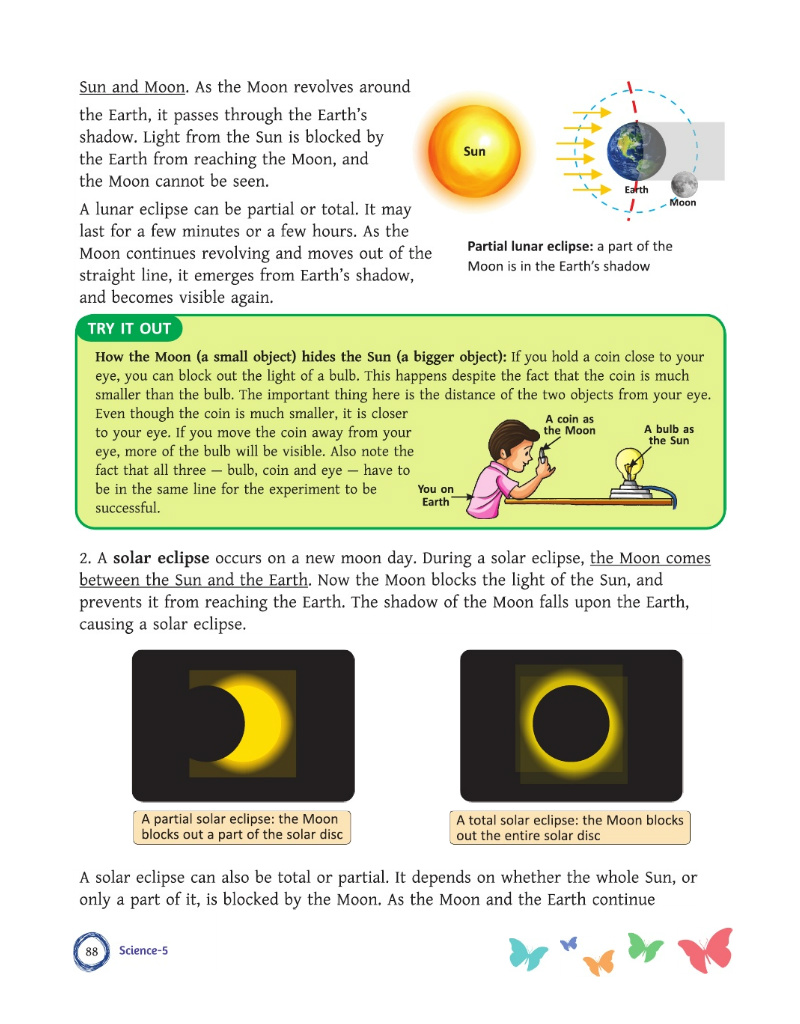 Sun and Moon. As the Moon revolves around
the Earth, it passes through the Earth's
shadow. Light from the Sun is blocked by
the Earth from reaching the Moon, and
the Moon cannot be seen.
A lunar eclipse can be partial or total. It may
last for a few minutes or a few hours. As the
Moon continues revolving and moves out of the
straight line, it emerges from Earth's shadow,
and becomes visible again.
Sun
Earth
Moon
Partial lunar eclipse: a part of the
Moon is in the Earth's shadow
TRY IT OUT
How the Moon (a small object) hides the Sun (a bigger object): If you hold a coin close to your
eye, you can block out the light of a bulb. This happens despite the fact that the coin is much
smaller than the bulb. The important thing here is the distance of the two objects from your eye.
Even though the coin is much smaller, it is closer
to your eye. If you move the coin away from your
eye, more of the bulb will be visible. Also note the
fact that all three — bulb, coin and eye — have to
be in the same line for the experiment to be
successful.
A coin as
the Moon
A bulb as
the Sun
You on
Earth
2. A solar eclipse occurs on a new moon day. During a solar eclipse, the Moon comes
between the Sun and the Earth. Now the Moon blocks the light of the Sun, and
prevents it from reaching the Earth. The shadow of the Moon falls upon the Earth,
causing a solar eclipse.
A partial solar eclipse: the Moon
blocks out a part of the solar disc
A total solar eclipse: the Moon blocks
out the entire solar disc
A solar eclipse can also be total or partial. It depends on whether the whole Sun, or
only a part of it, is blocked by the Moon. As the Moon and the Earth continue
88
Science-5